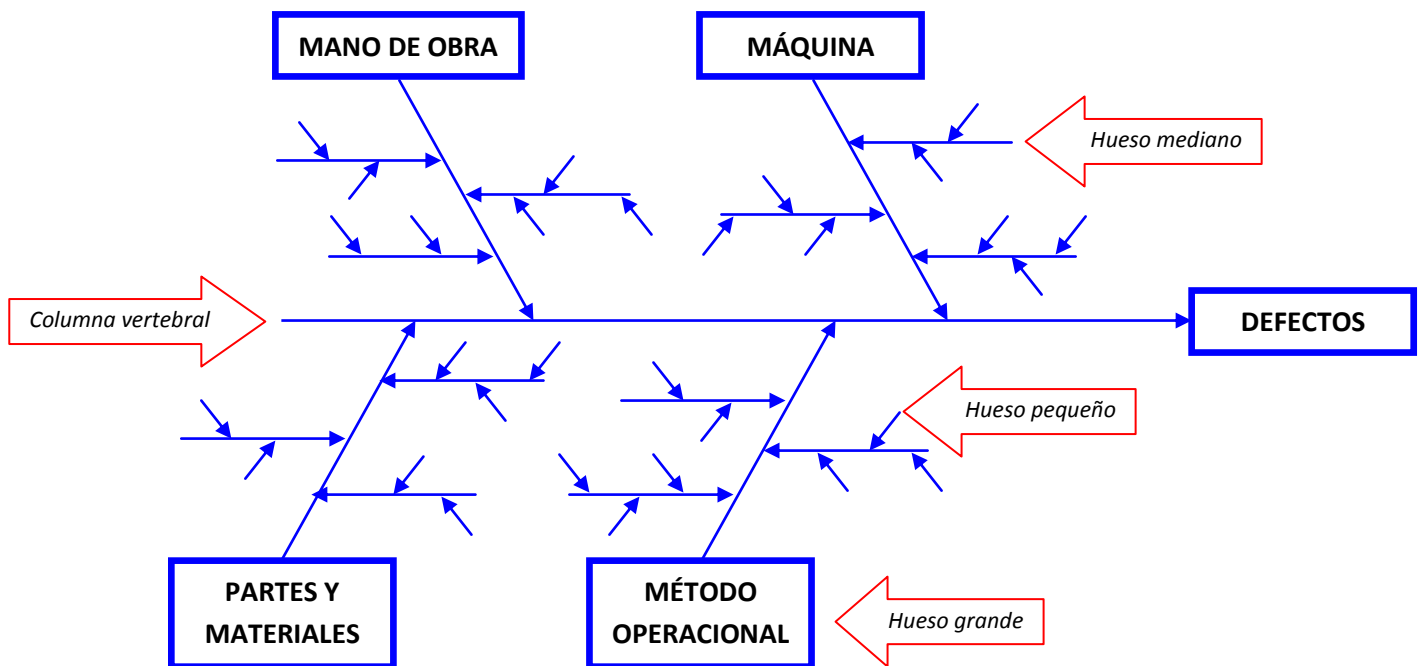 MANO DE OBRA
MÁQUINA
Hueso mediano
Columna vertebral
DEFECTOS
Hueso pequeño
PARTES Y
MATERIALES
MÉTODO
OPERACIONAL
Hueso grande